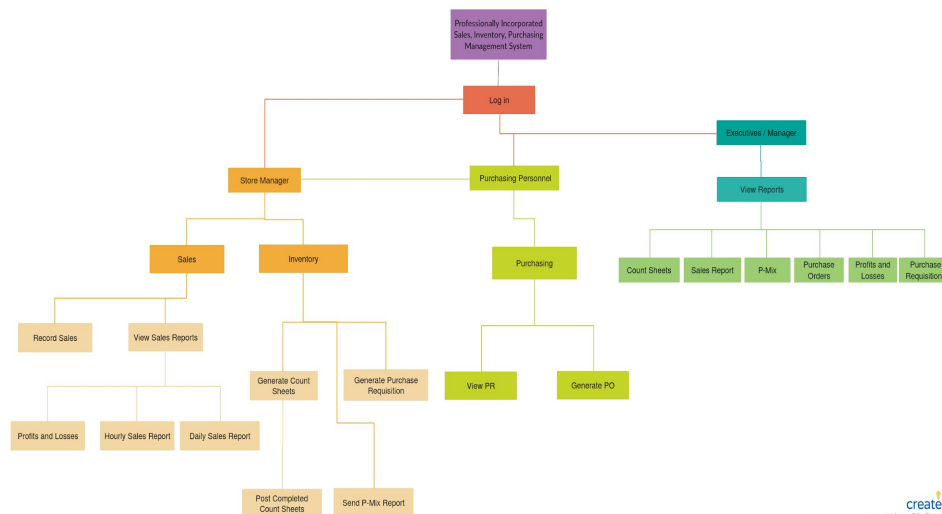 Professionally Incorporated
Sales, Inventory, Purchasing
Management System
Log in
Executives / Manager
Store Manager
Purchasing Personnel
View Reports
Sales
Inventory
Purchasing
Count Sheets
Sales Report
P-Mix
Purchase
Orders
Profits and
Losses
Purchase
Requisition
Record Sales
View Sales Reports
Generate Count
Sheets
Generate Purchase
Requisition
View PR
Generate PO
Profits and Losses
Hourly Sales Report
Daily Sales Report
Post Completed
Count Sheets
Send P-Mix Report
create